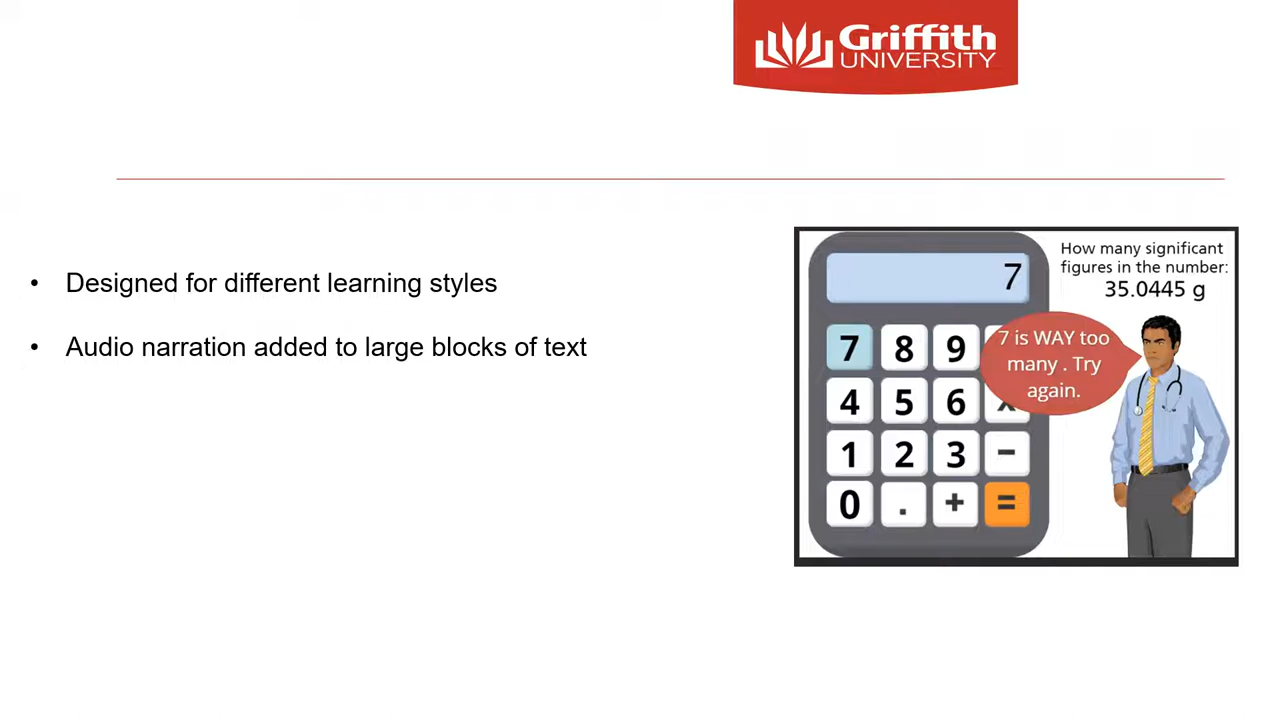 Griffith
UNIVERSITY
• Designed for different learning styles
• Audio narration added to large blocks of text
How many significant
figures in the number:
35.0445 g
7
7 is WAY too
many . Try
again.
7 8 9
4 5 6 x
1 2 3 −
0 . + =